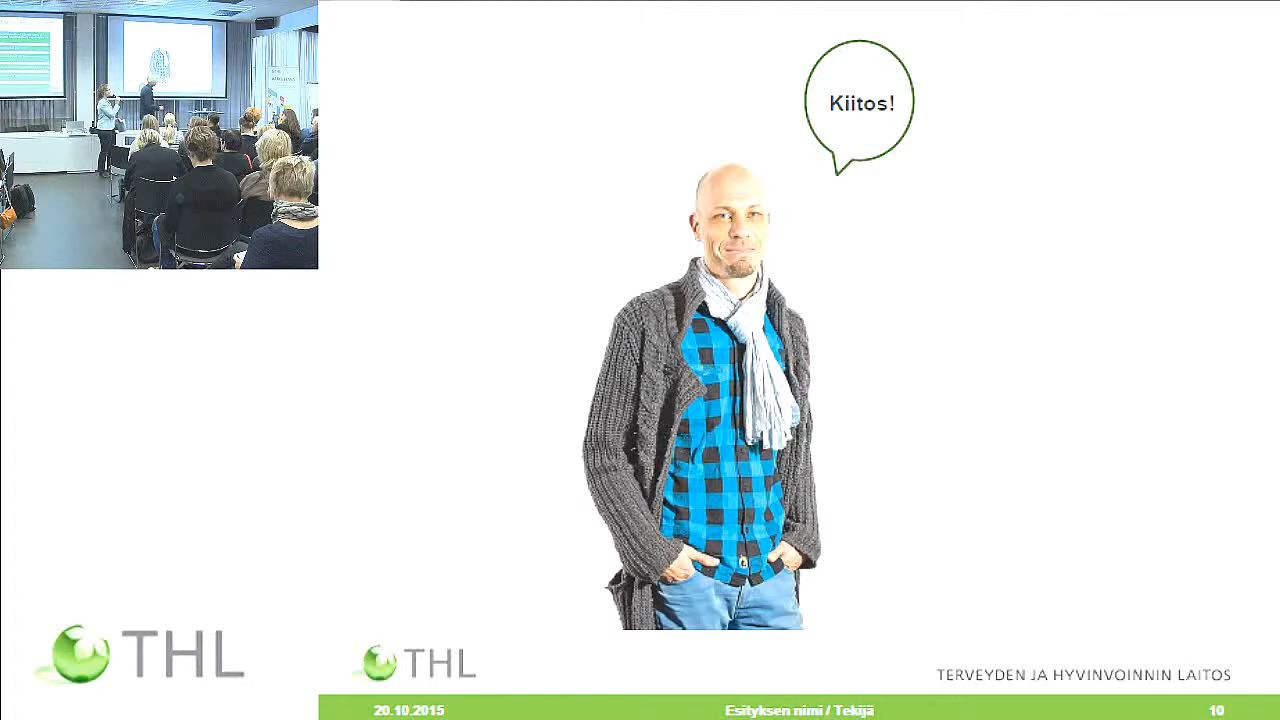 Kiitos!
THL
THL
TERVEYDEN JA HYVINVOINNIN LAITOS
20.10.2015
Esityksen nimi / Tekijä
10